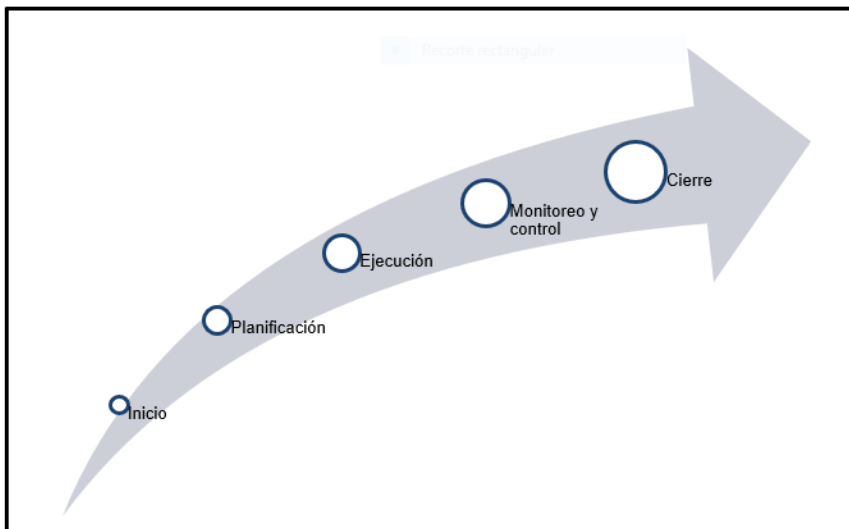 Recorte rectangular
Cierre
Monitoreo y
control
Ejecución
Planificación
Inicio